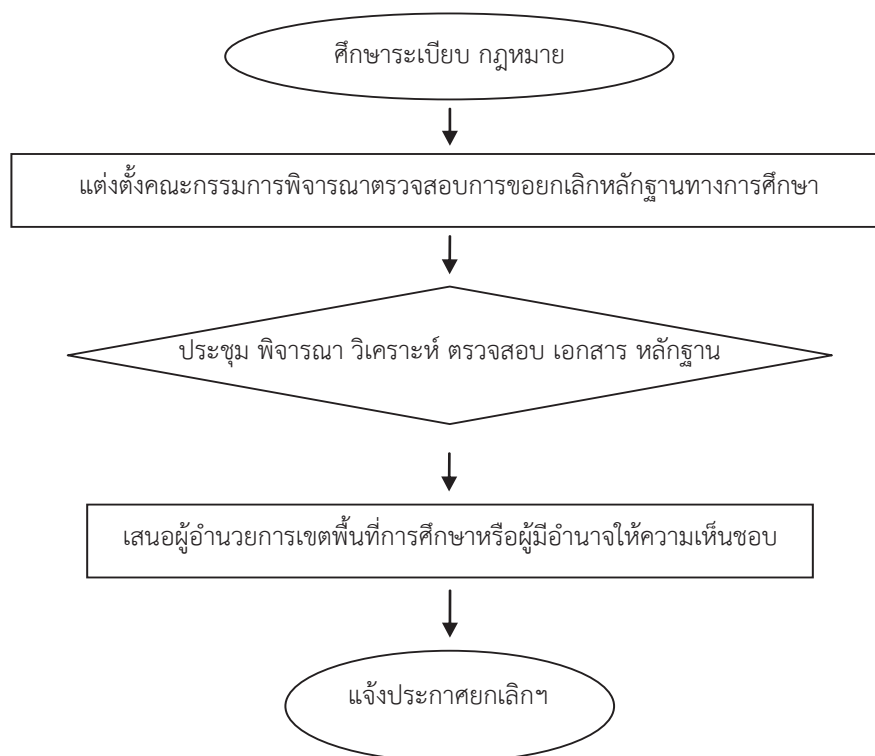 ศึกษาระเบียบ กฎหมาย
แต่งตั้งคณะกรรมการพิจารณาตรวจสอบการขอยกเลิกหลักฐานทางการศึกษา
ประชุม พิจารณา วิเคราะห์ ตรวจสอบ เอกสาร หลักฐาน
เสนอผู้อำนวยการเขตพื้นที่การศึกษาหรือผู้มีอำนาจให้ความเห็นชอบ
แจ้งประกาศยกเลิกฯ